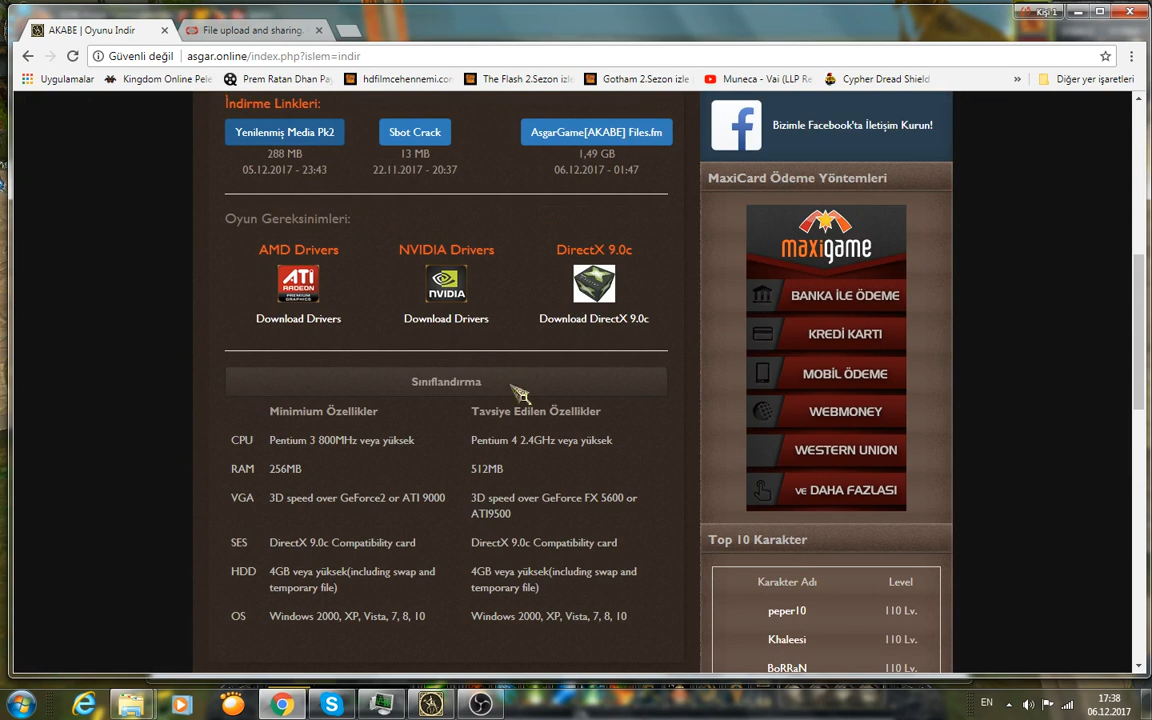 AKABE | Oyunu İndir
File upload and sharing.
Kişi 1
Güvenli değil
asgar.online/index.php?islem=indir
Uygulamalar
Kingdom Online Pele
Prem Ratan Dhan Pa
hdfilmcehennemi.co
The Flash 2.Sezon izle
Gotham 2.Sezon izle
Muneca - Vai (LLP Re
Cypher Dread Shield
»
Diğer yer işaretleri
İndirme Linkleri:
Yenilenmiş Media Pk2
Sbot Crack
AsgarGame[AKABE] Files.fm
288 MB
13 MB
1,49 GB
05.12.2017 - 23:43
22.11.2017 - 20:37
06.12.2017 - 01:47
Oyun Gereksinimleri:
AMD Drivers
NVIDIA Drivers
DirectX 9.0c
ATI
RADEON
PREMIUM
GRAPHICS
NVIDIA
Download Drivers
Download Drivers
Download DirectX 9.0c
Sınıflandırma
Minimium Özellikler
Tavsiye Edilen Özellikler
CPU
Pentium 3 800MHz veya yüksek
Pentium 4 2.4GHz veya yüksek
RAM
256MB
512MB
VGA
3D speed over GeForce2 or ATI 9000
3D speed over GeForce FX 5600 or
ATI9500
SES
DirectX 9.0c Compatibility card
DirectX 9.0c Compatibility card
HDD
4GB veya yüksek(including swap and
temporary file)
4GB veya yüksek(including swap and
temporary file)
OS
Windows 2000, XP, Vista, 7, 8, 10
Windows 2000, XP, Vista, 7, 8, 10
Bizimle Facebook'ta İletişim Kurun!
MaxiCard Ödeme Yöntemleri
maxigame
BANKA İLE ÖDEME
KREDİ KARTI
MOBİL ÖDEME
WEBMONEY
WESTERN UNION
VE DAHA FAZLASI
Top 10 Karakter
Karakter Adı
Level
peper10
110 Lv.
Khaleesi
110 Lv.
BoRRaN
110 Lv.
EN
17:38
06.12.2017